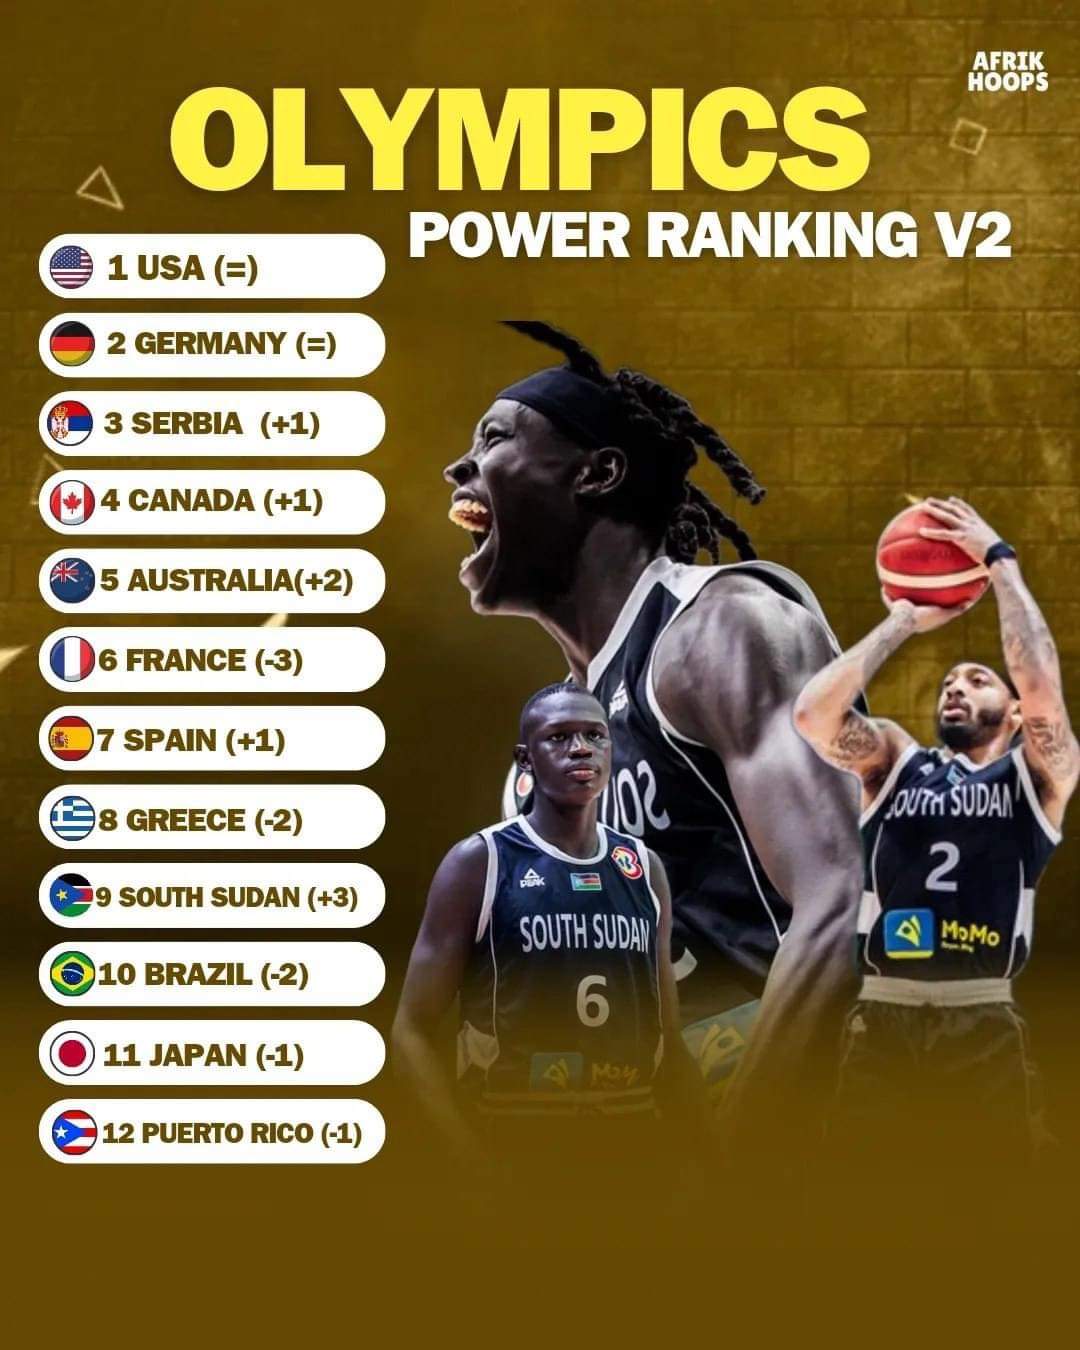 AFRIK
HOOPS
OLYMPICS
POWER RANKING V2
1 USA (=)
2 GERMANY (=)
3 SERBIA (+1)
4 CANADA (+1)
5 AUSTRALIA(+2)
6 FRANCE (-3)
7 SPAIN (+1)
8 GREECE (-2)
9 SOUTH SUDAN (+3)
10 BRAZIL (-2)
11 JAPAN (-1)
12 PUERTO RICO (-1)
PEAK
SOUTH SUDAN
6
SOUTH SUDAN
2
MoMo